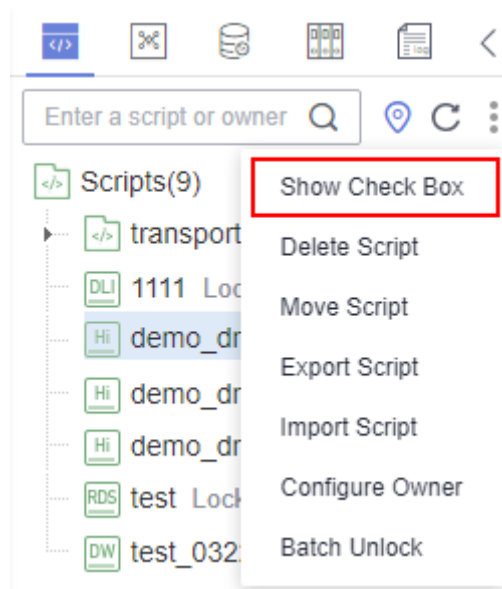 </>
log
Enter a script or owner
</> Scripts(9)
Show Check Box
</> transport
Delete Script
DLI 1111 Loc
Move Script
Hi demo_dr
Export Script
Hi demo_dr
Import Script
Hi demo_dr
Configure Owner
RDS test Lock
Batch Unlock
DW test_032